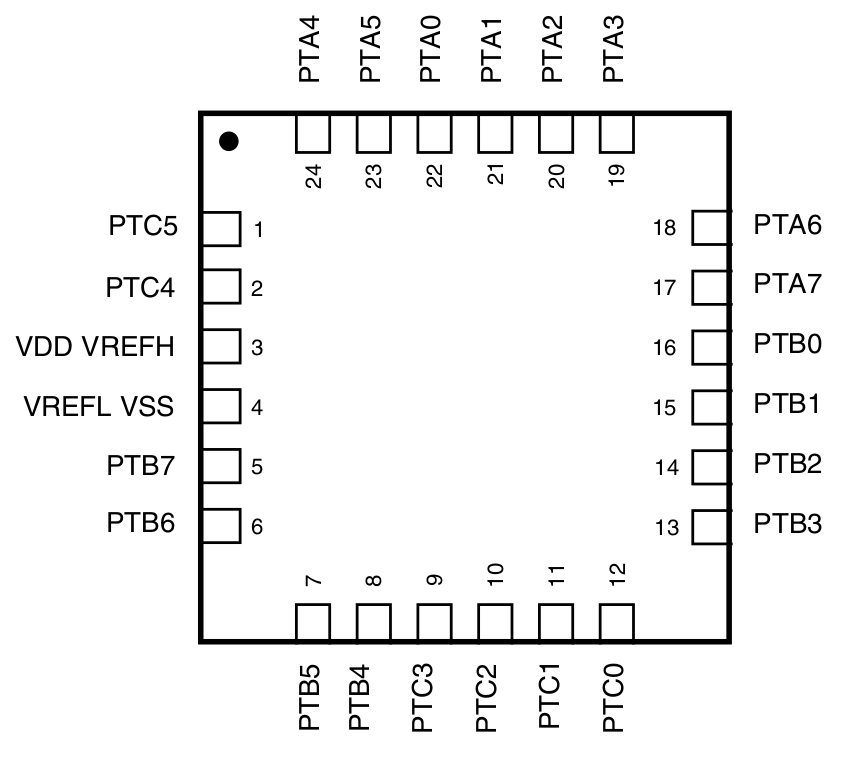 PTA4 PTA5 PTA0 PTA1 PTA2 PTA3
24 23 22 21 20 19
PTC5 1 18 PTA6
PTC4 2 17 PTA7
VDD VREFH 3 16 PTB0
VREFL VSS 4 15 PTB1
PTB7 5 14 PTB2
PTB6 6 13 PTB3
7 8 9 10 11 12
PTB5 PTB4 PTC3 PTC2 PTC1 PTC0